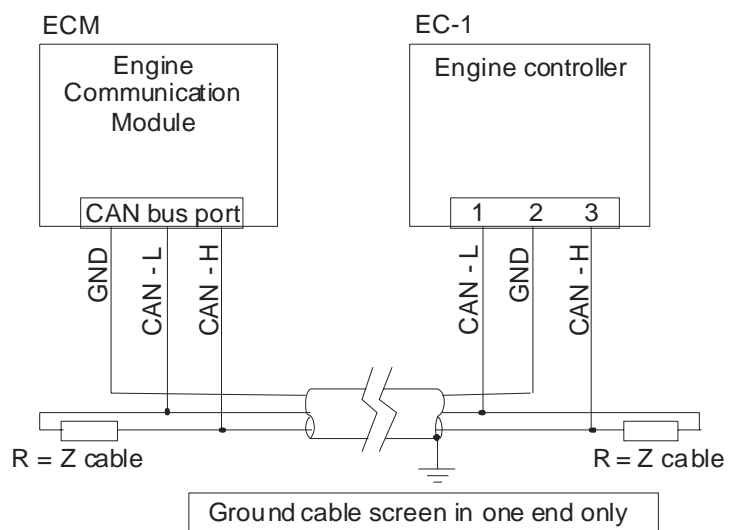 ECM
EC-1
Engine
Communication
Module
Engine controller
CAN bus port
1 2 3
GND
CAN - L
CAN - H
CAN - L
GND
CAN - H
R = Z cable
R = Z cable
Ground cable screen in one end only